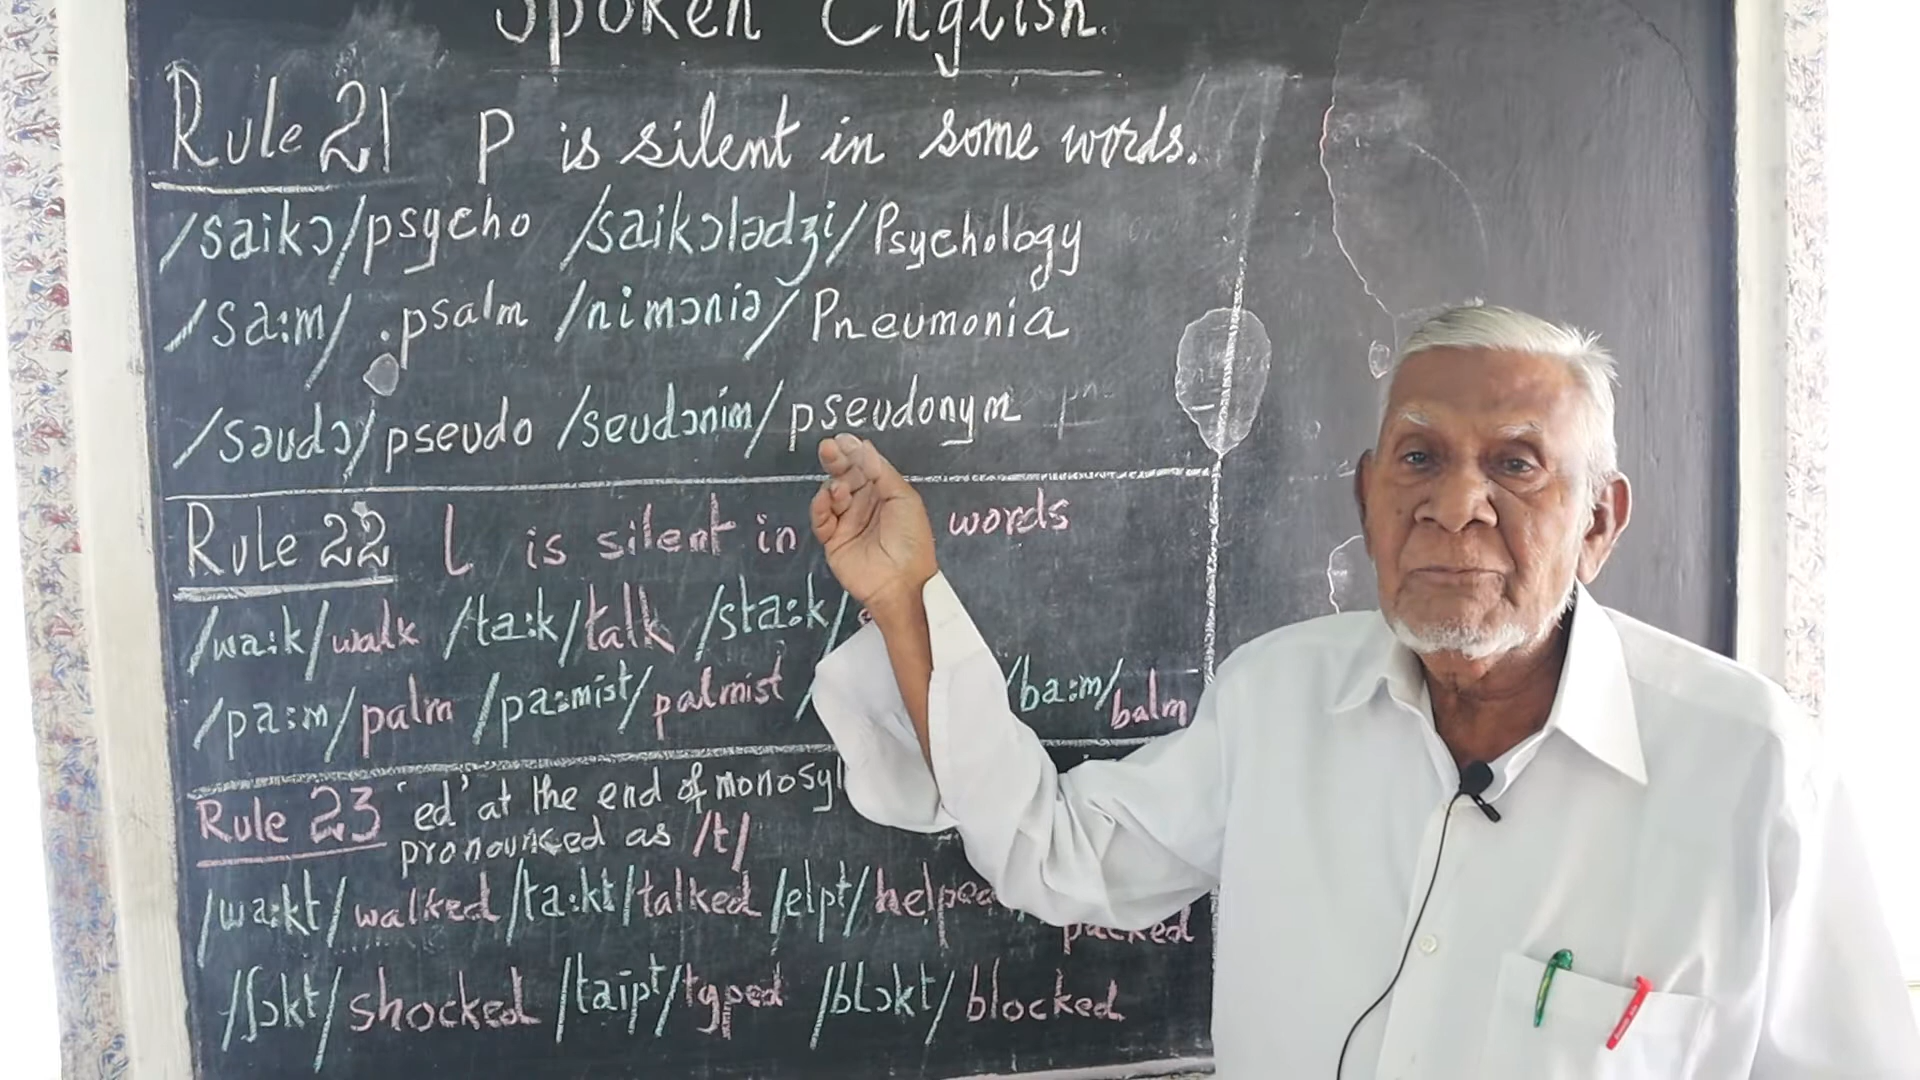 Spoken English.
Rule 21 P is silent in some words.
/saikɔ/psycho /saikɔlədʒi/Psychology
/sa:m/ .psalm /nimɔniə/Pneumonia
/səudɔ/pseudo /seudɔnim/pseudonym
Rule 22 l is silent in words
/wa:k/walk /ta:k/talk /sta:k/
/pa:m/palm /pa:mist/palmist / /ba:m/balm
Rule 23 'ed' at the end of monosyl
pronounced as /t/
/wa:kt/walked /ta:kt/talked /elpt/helped packed
/ʃɔkt/shocked /taipt/typed /blɔkt/blocked